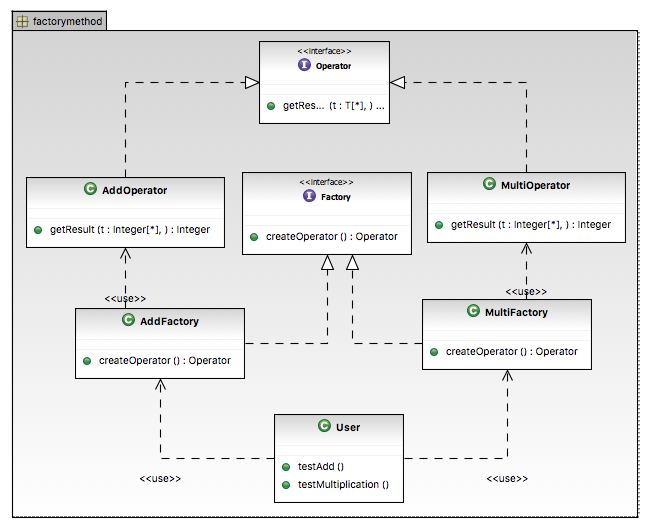 factorymethod
<<interface>>
Operator
getRes... (t : T[*], ) ...
AddOperator
getResult (t : Integer[*], ) : Integer
<<interface>>
Factory
createOperator () : Operator
MultiOperator
getResult (t : Integer[*], ) : Integer
<<use>>
<<use>>
AddFactory
createOperator () : Operator
MultiFactory
createOperator () : Operator
User
testAdd ()
testMultiplication ()
<<use>>
<<use>>